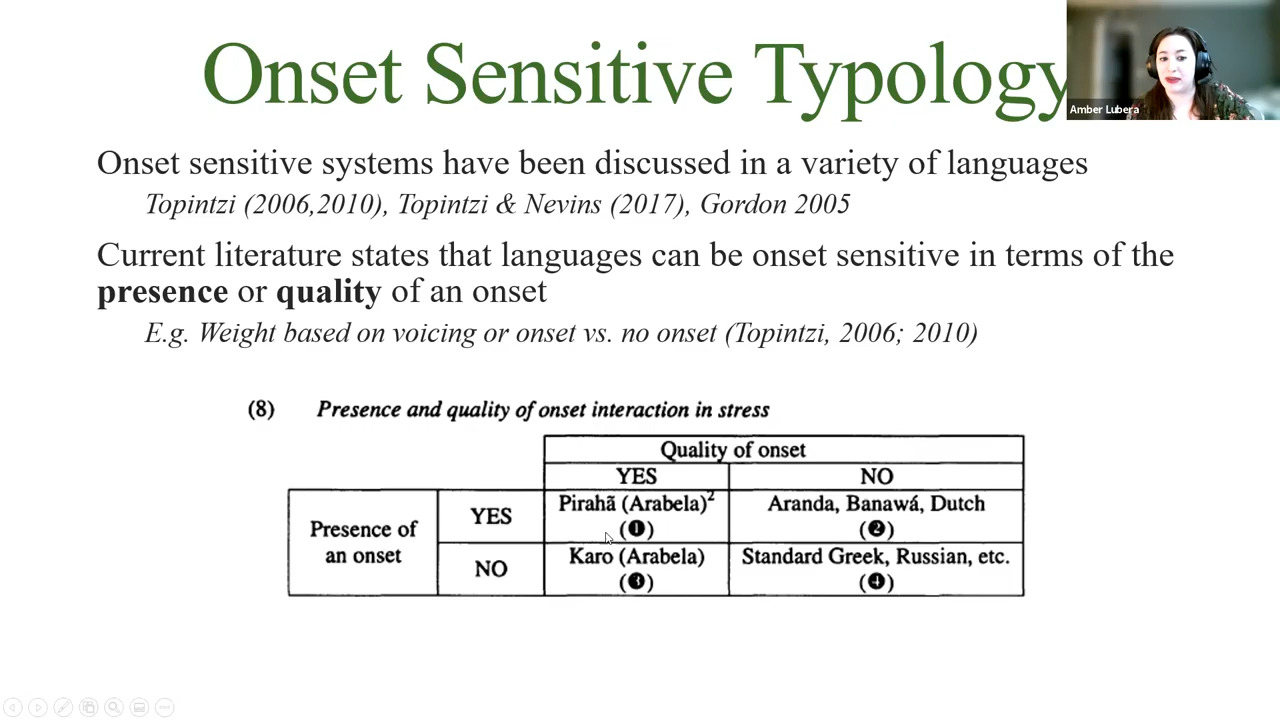 Onset Sensitive Typology
Amber Lubera
Onset sensitive systems have been discussed in a variety of languages
Topintzi (2006,2010), Topintzi & Nevins (2017), Gordon 2005
Current literature states that languages can be onset sensitive in terms of the
presence or quality of an onset
E.g. Weight based on voicing or onset vs. no onset (Topintzi, 2006; 2010)
(8) Presence and quality of onset interaction in stress
Quality of onset
YES NO
Presence of
an onset
YES
Pirahã (Arabela)²
(❶)
Aranda, Banawá, Dutch
(❷)
NO
Karo (Arabela)
(❸)
Standard Greek, Russian, etc.
(❹)